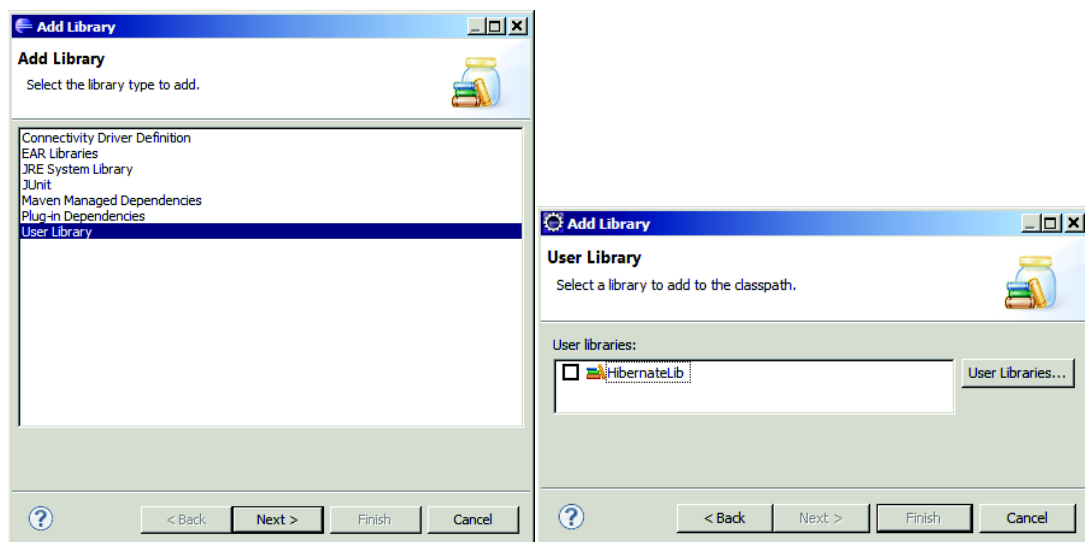 Add Library
Add Library
Select the library type to add.
Connectivity Driver Definition
EAR Libraries
JRE System Library
JUnit
Maven Managed Dependencies
Plug-in Dependencies
User Library
? < Back Next > Finish Cancel
Add Library
User Library
Select a library to add to the classpath.
User libraries:
HibernateLib User Libraries...
? < Back Next > Finish Cancel